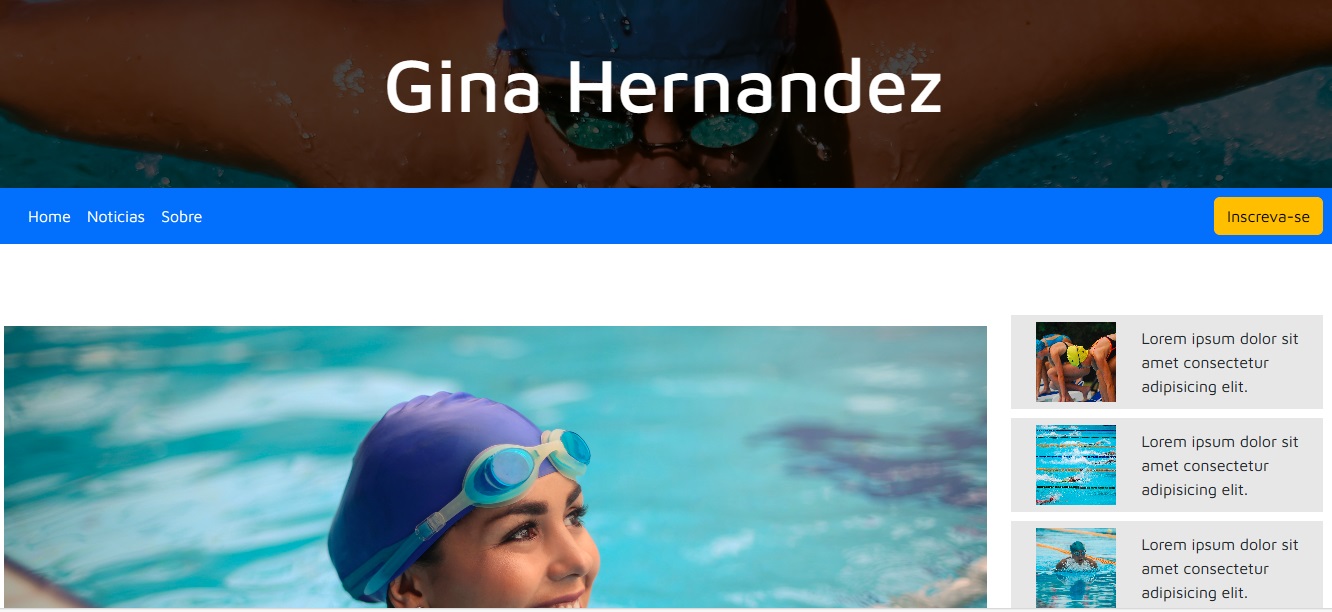 Gina Hernandez
Home Noticias Sobre Inscreva-se
Lorem ipsum dolor sit
amet consectetur
adipisicing elit.
Lorem ipsum dolor sit
amet consectetur
adipisicing elit.
Lorem ipsum dolor sit
amet consectetur
adipisicing elit.